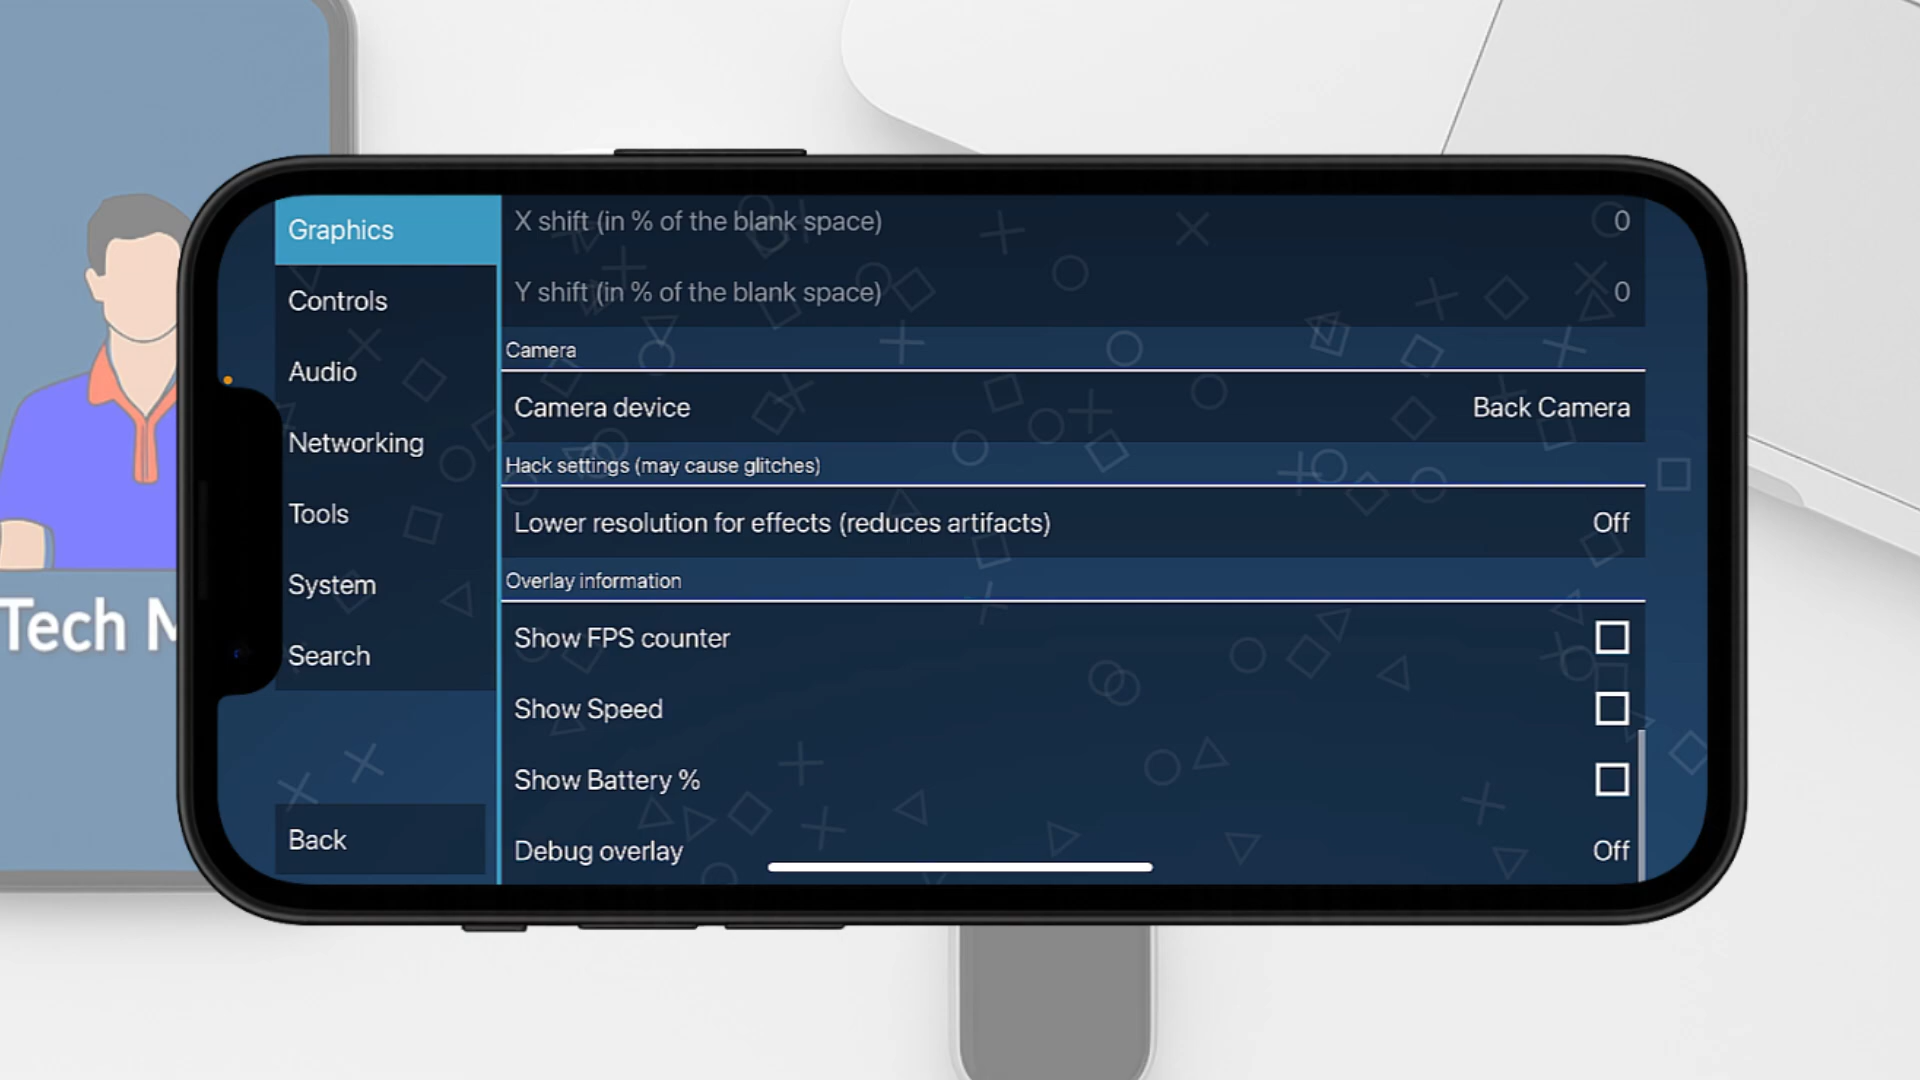 Graphics
Controls
Audio
Networking
Tools
System
Search
Back
X shift (in % of the blank space) 0
Y shift (in % of the blank space) 0
Camera
Camera device Back Camera
Hack settings (may cause glitches)
Lower resolution for effects (reduces artifacts) Off
Overlay information
Show FPS counter
Show Speed
Show Battery %
Debug overlay Off
Tech M